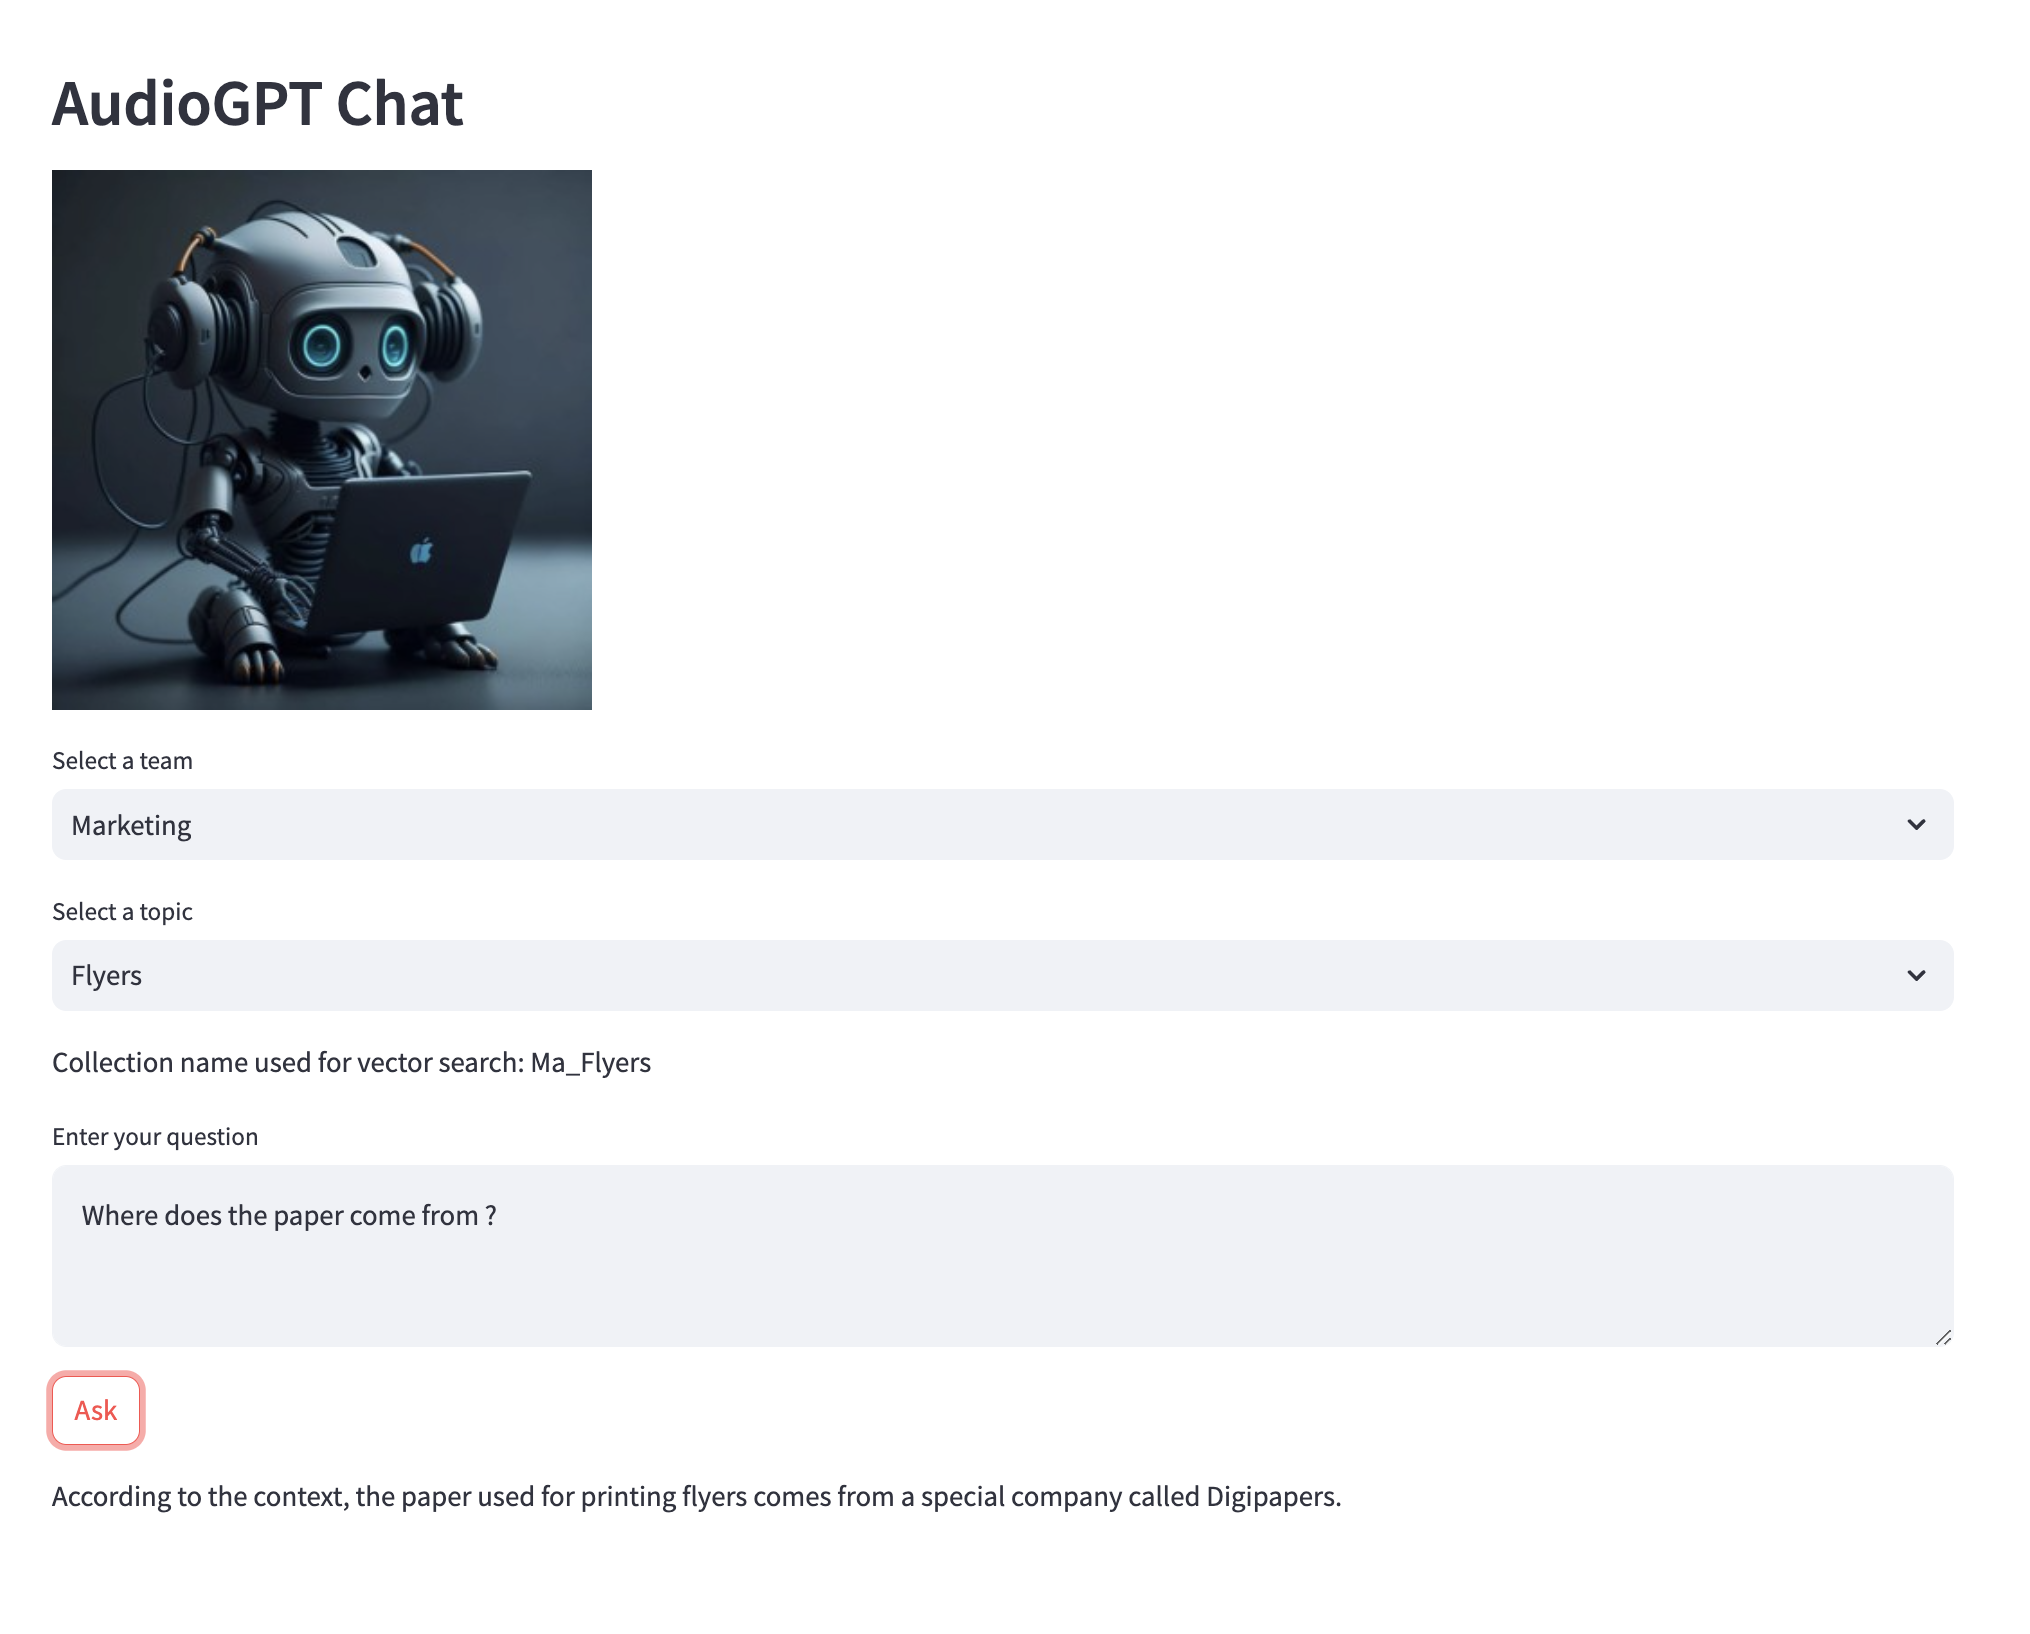 AudioGPT Chat
Select a team
Marketing
Select a topic
Flyers
Collection name used for vector search: Ma_Flyers
Enter your question
Where does the paper come from ?
Ask
According to the context, the paper used for printing flyers comes from a special company called Digipapers.